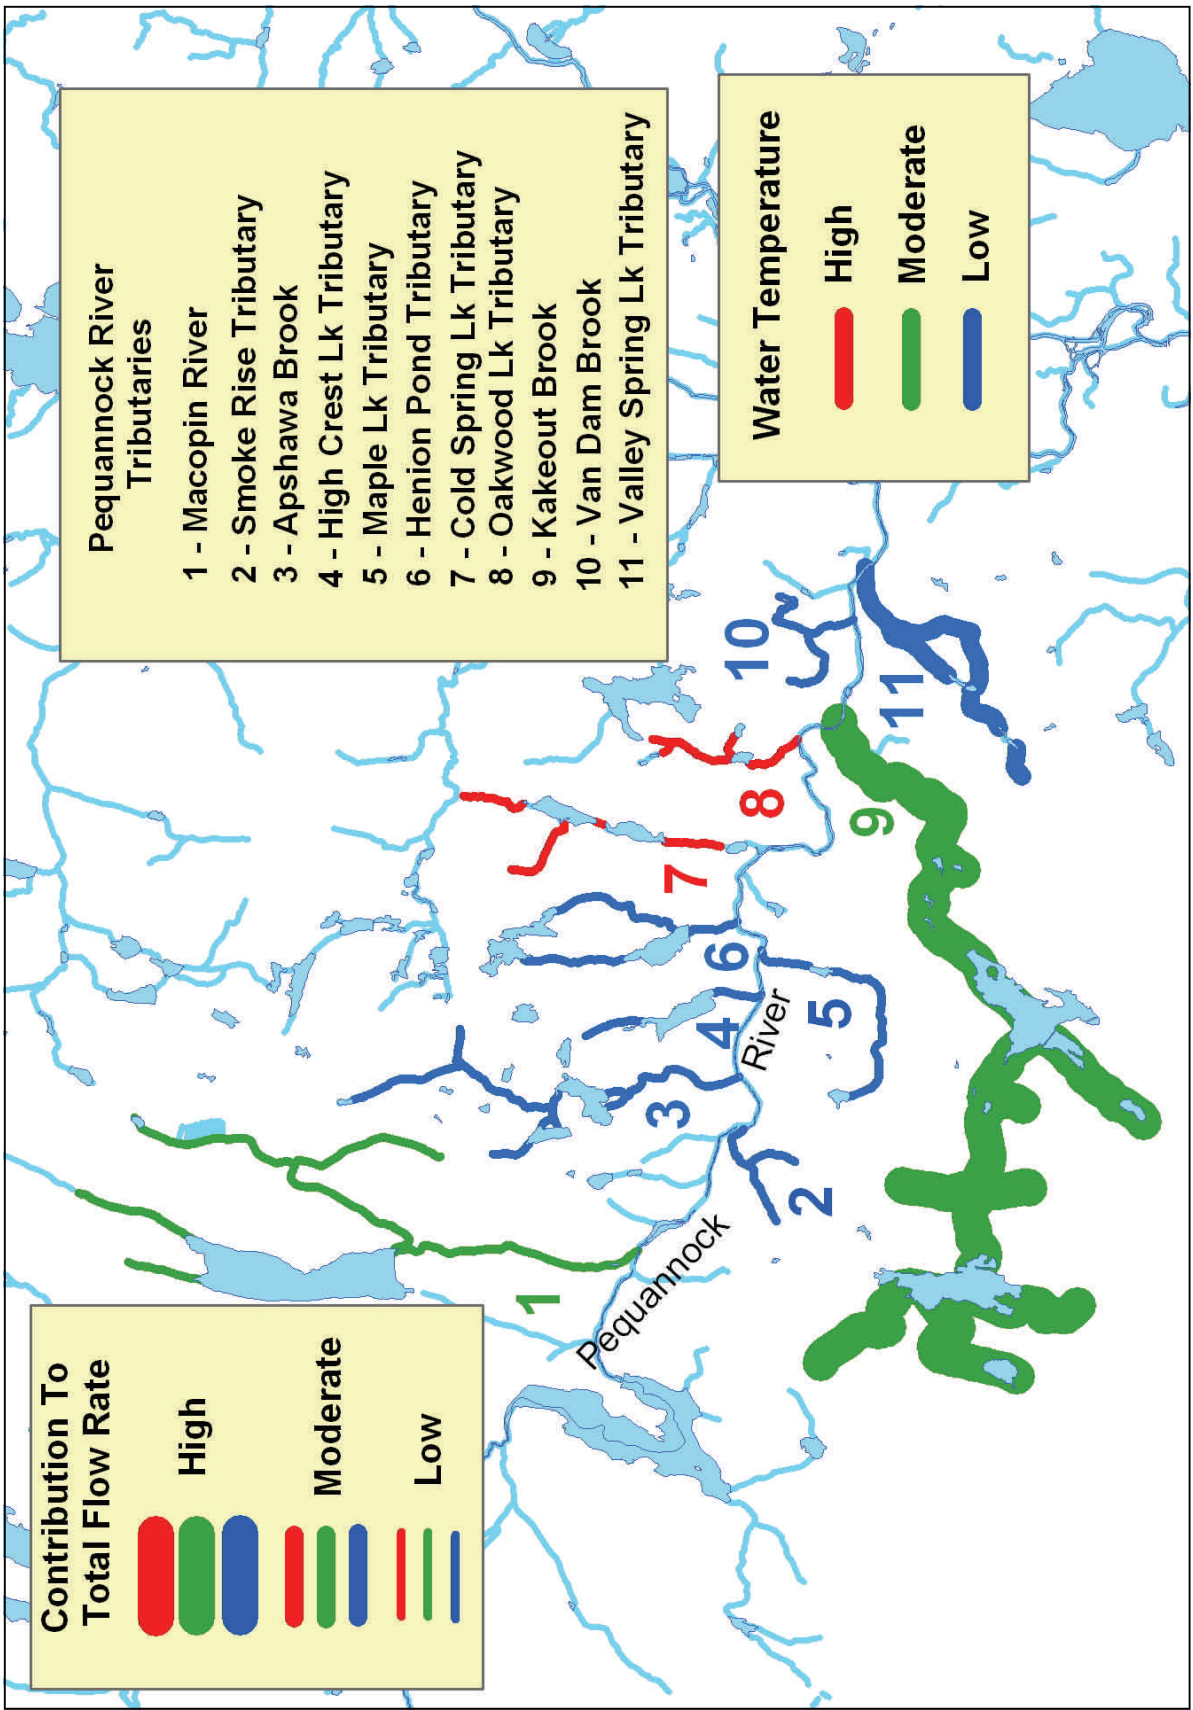 Contribution To
Total Flow Rate
High
Moderate
Low
Pequannock River
Tributaries
1 - Macopin River
2 - Smoke Rise Tributary
3 - Apshawa Brook
4 - High Crest Lk Tributary
5 - Maple Lk Tributary
6 - Henion Pond Tributary
7 - Cold Spring Lk Tributary
8 - Oakwood Lk Tributary
9 - Kakeout Brook
10 - Van Dam Brook
11 - Valley Spring Lk Tributary
1
Pequannock
River
2
3
4
5
6
7
8
9
10
11
Water Temperature
High
Moderate
Low